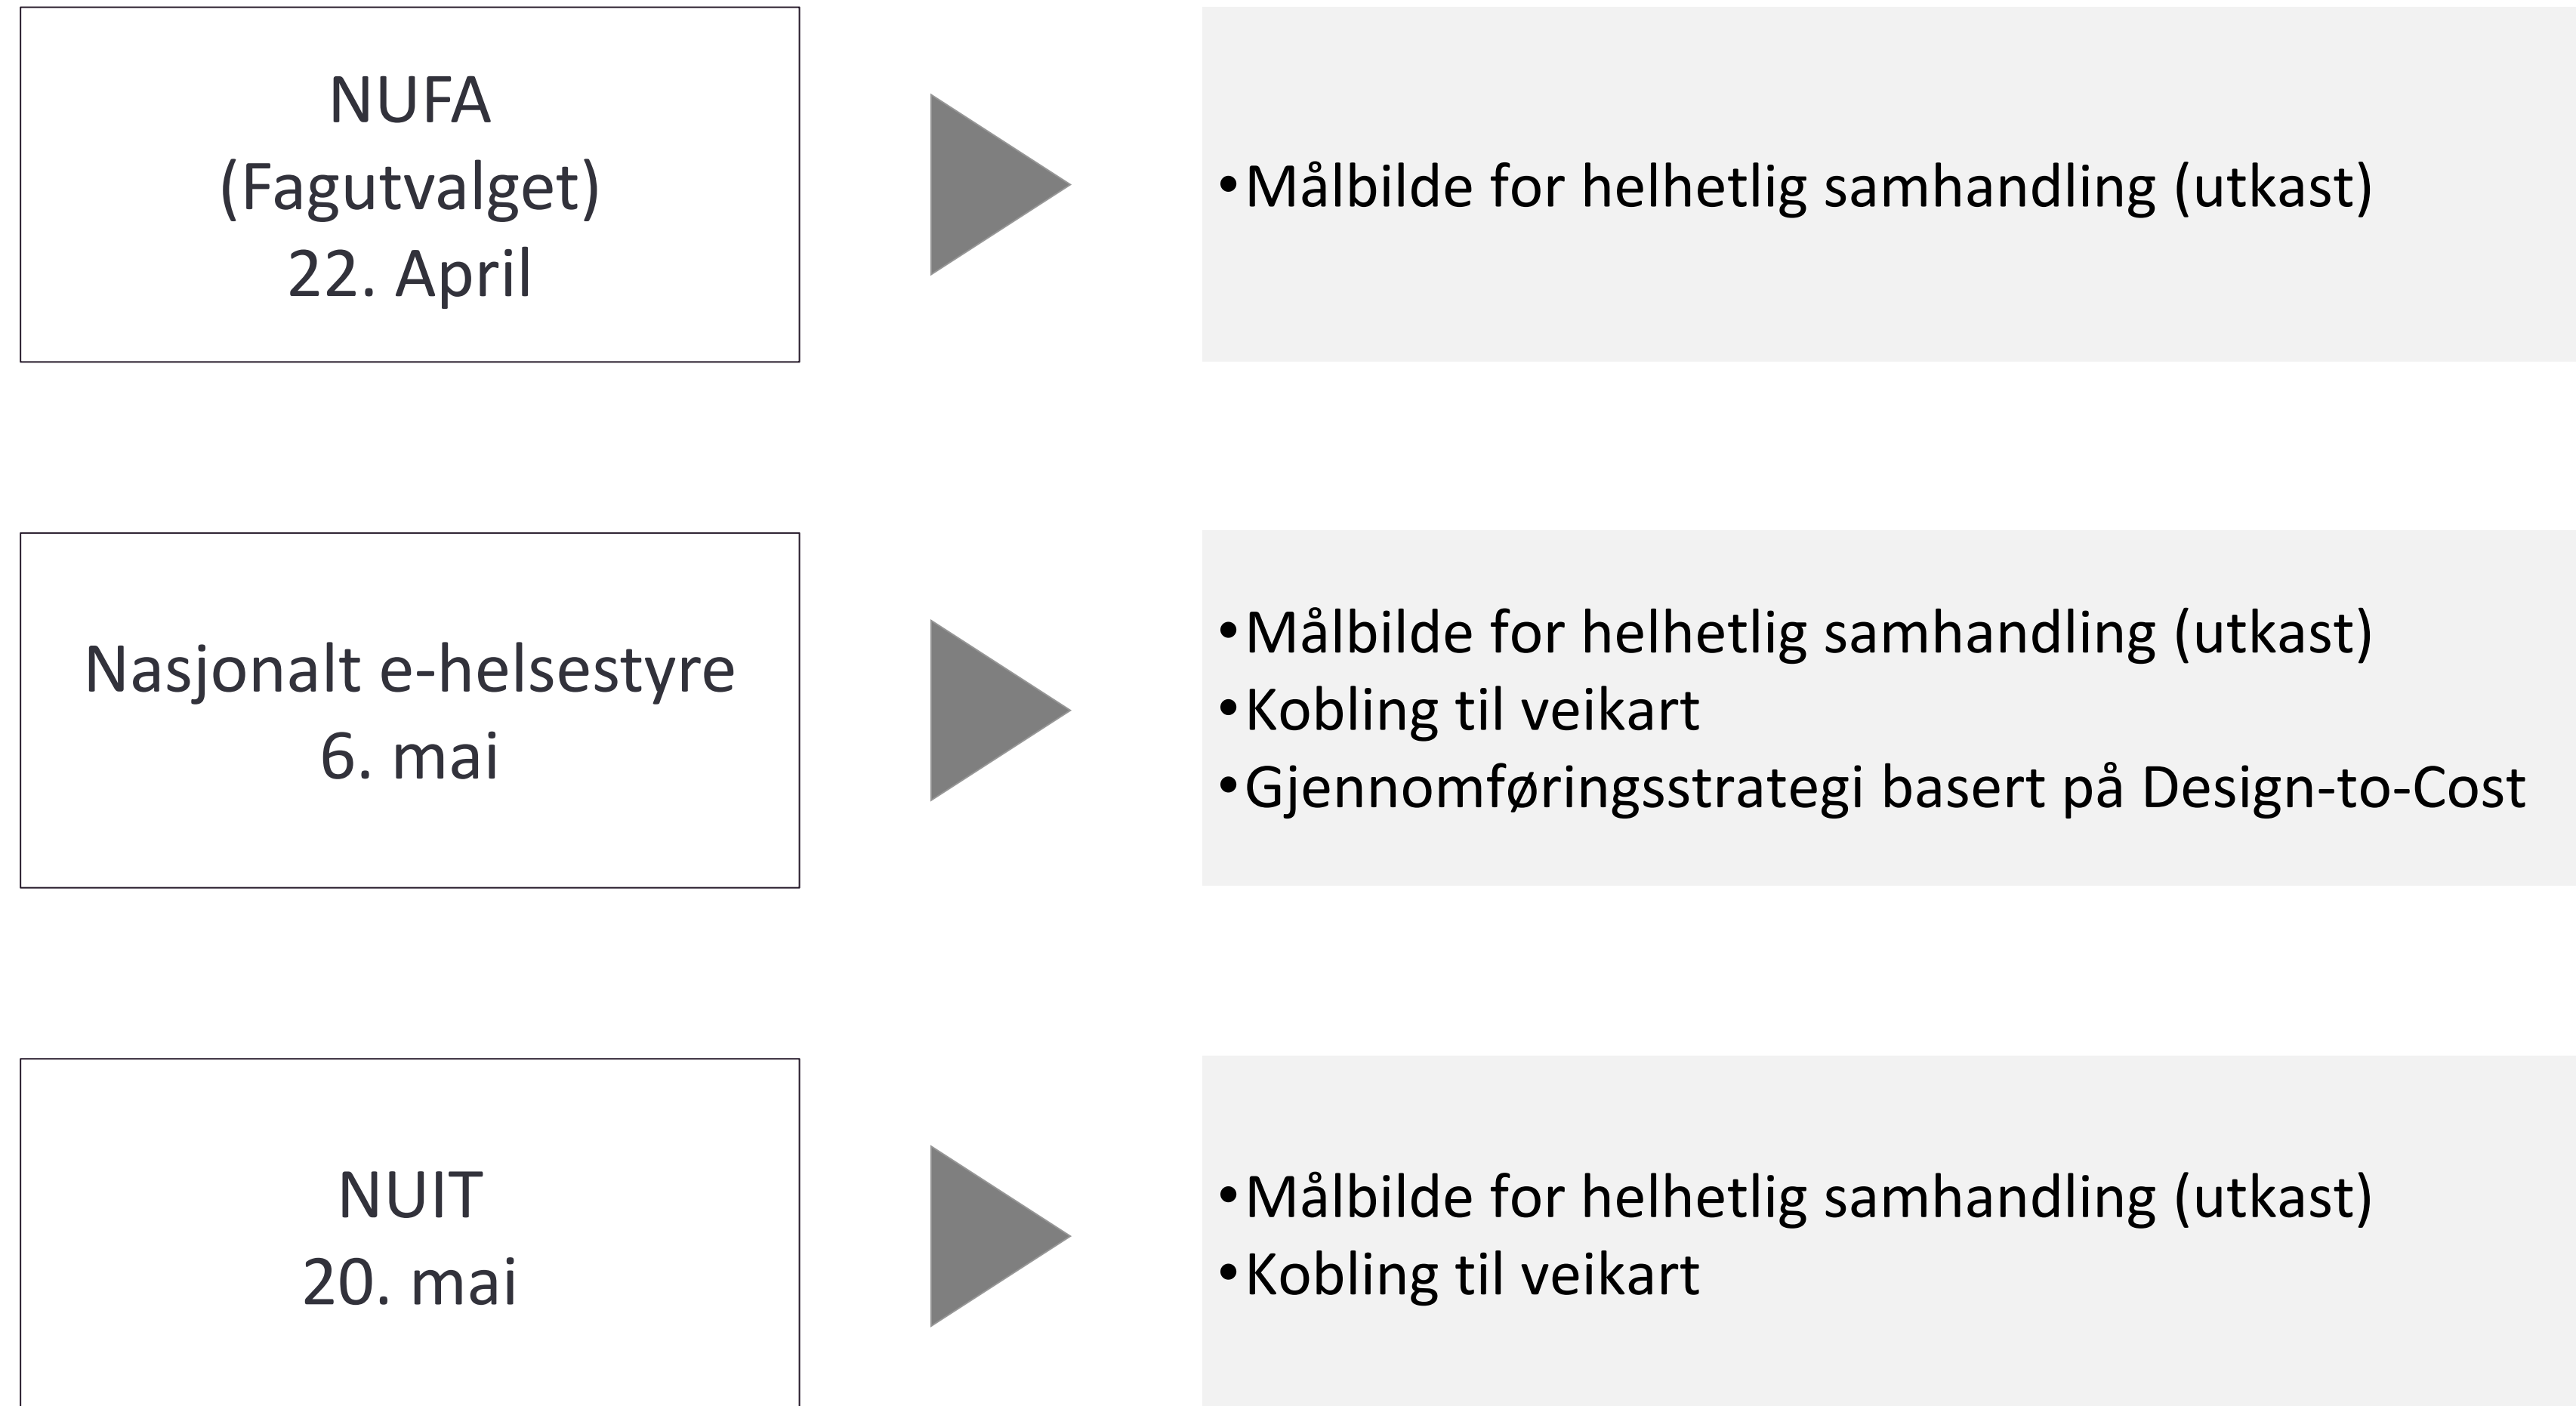 NUFA
(Fagutvalget)
22. April
•Målbilde for helhetlig samhandling (utkast)
Nasjonalt e-helsestyre
6. mai
•Målbilde for helhetlig samhandling (utkast)
•Kobling til veikart
•Gjennomføringsstrategi basert på Design-to-Cost
NUIT
20. mai
•Målbilde for helhetlig samhandling (utkast)
•Kobling til veikart